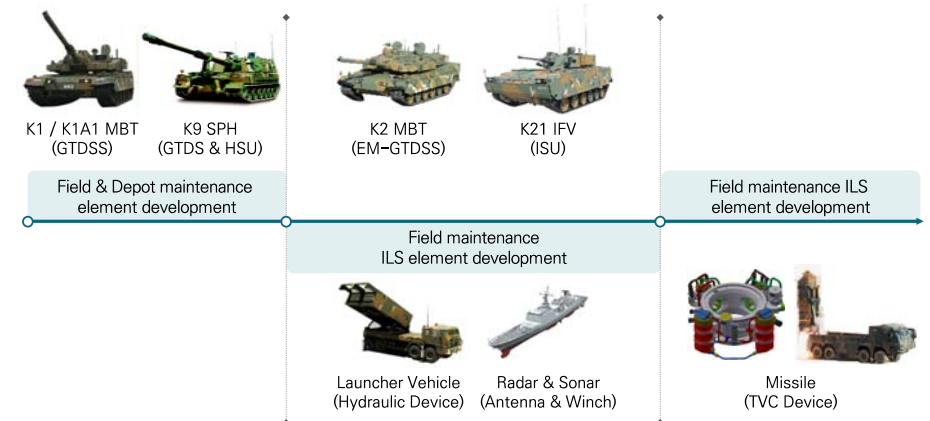 K1 / K1A1 MBT
(GTDSS)
K9 SPH
(GTDS & HSU)
K2 MBT
(EM-GTDSS)
K21 IFV
(ISU)
Field & Depot maintenance
element development
Field maintenance ILS
element development
Field maintenance
ILS element development
Launcher Vehicle
(Hydraulic Device)
Radar & Sonar
(Antenna & Winch)
Missile
(TVC Device)